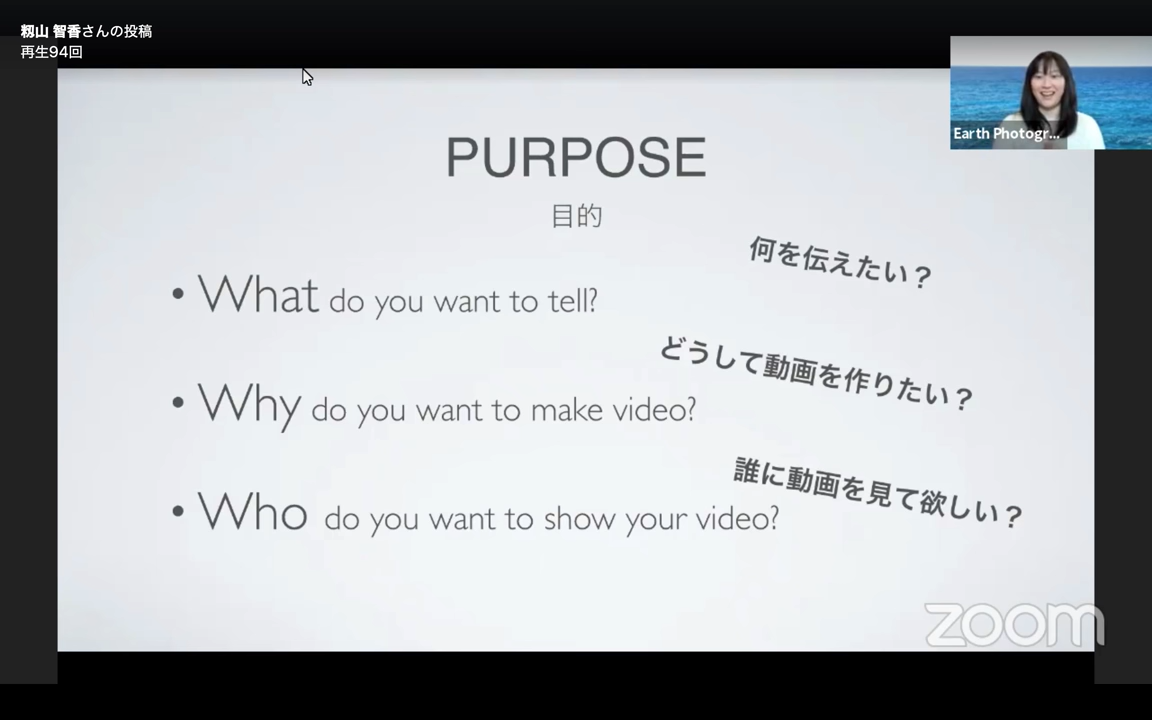 籾山 智香さんの投稿
再生94回
Earth Photogr...
PURPOSE
目的
何を伝えたい？
• What do you want to tell?
どうして動画を作りたい？
• Why do you want to make video?
誰に動画を見て欲しい？
• Who do you want to show your video?
zoom